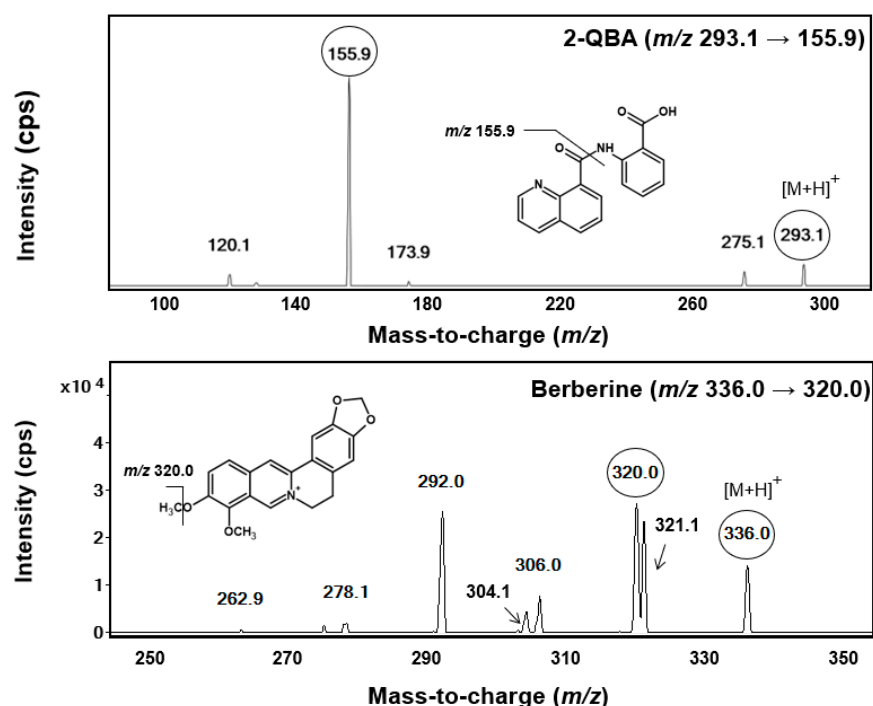 2-QBA (m/z 293.1 → 155.9)
155.9
m/z 155.9
O
OH
O
NH
N
[M+H]+
120.1
173.9
275.1
293.1
100 140 180 220 260 300
Mass-to-charge (m/z)
Intensity (cps)
x10 4
Berberine (m/z 336.0 → 320.0)
O
O
m/z 320.0
N+
H3CO
OCH3
292.0
320.0
[M+H]+
321.1
336.0
306.0
304.1
278.1
262.9
4
3
2
1
0
250 270 290 310 330 350
Mass-to-charge (m/z)
Intensity (cps)